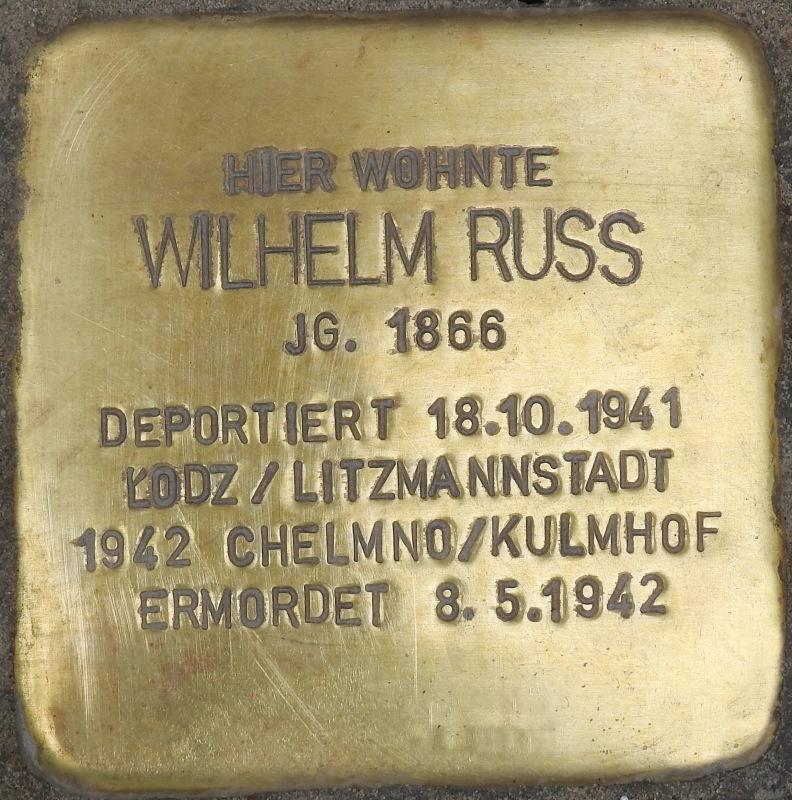 HIER WOHNTE
WILHELM RUSS
JG. 1866
DEPORTIERT 18.10.1941
ŁODZ / LITZMANNSTADT
1942 CHELMNO/KULMHOF
ERMORDET 8.5.1942